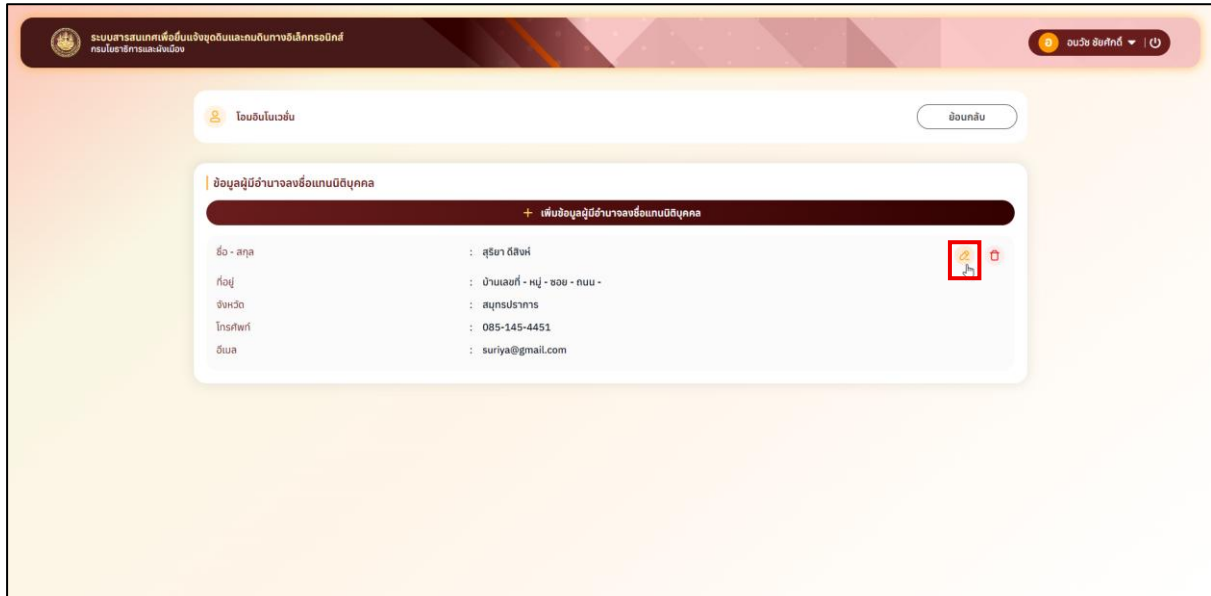 ระบบสารสนเทศเพื่อยื่นแจ้งขุดดินและถมดินทางอิเล็กทรอนิกส์
กรมโยธาธิการและผังเมือง
อ อนวัช ชัยศักดิ์
โอมอินโนเวชั่น
ย้อนกลับ
ข้อมูลผู้มีอำนาจลงชื่อแทนนิติบุคคล
+ เพิ่มข้อมูลผู้มีอำนาจลงชื่อแทนนิติบุคคล
ชื่อ - สกุล : สุริยา ดีสิงห์
ที่อยู่ : บ้านเลขที่ - หมู่ - ซอย - ถนน -
จังหวัด : สมุทรปราการ
โทรศัพท์ : 085-145-4451
อีเมล : suriya@gmail.com